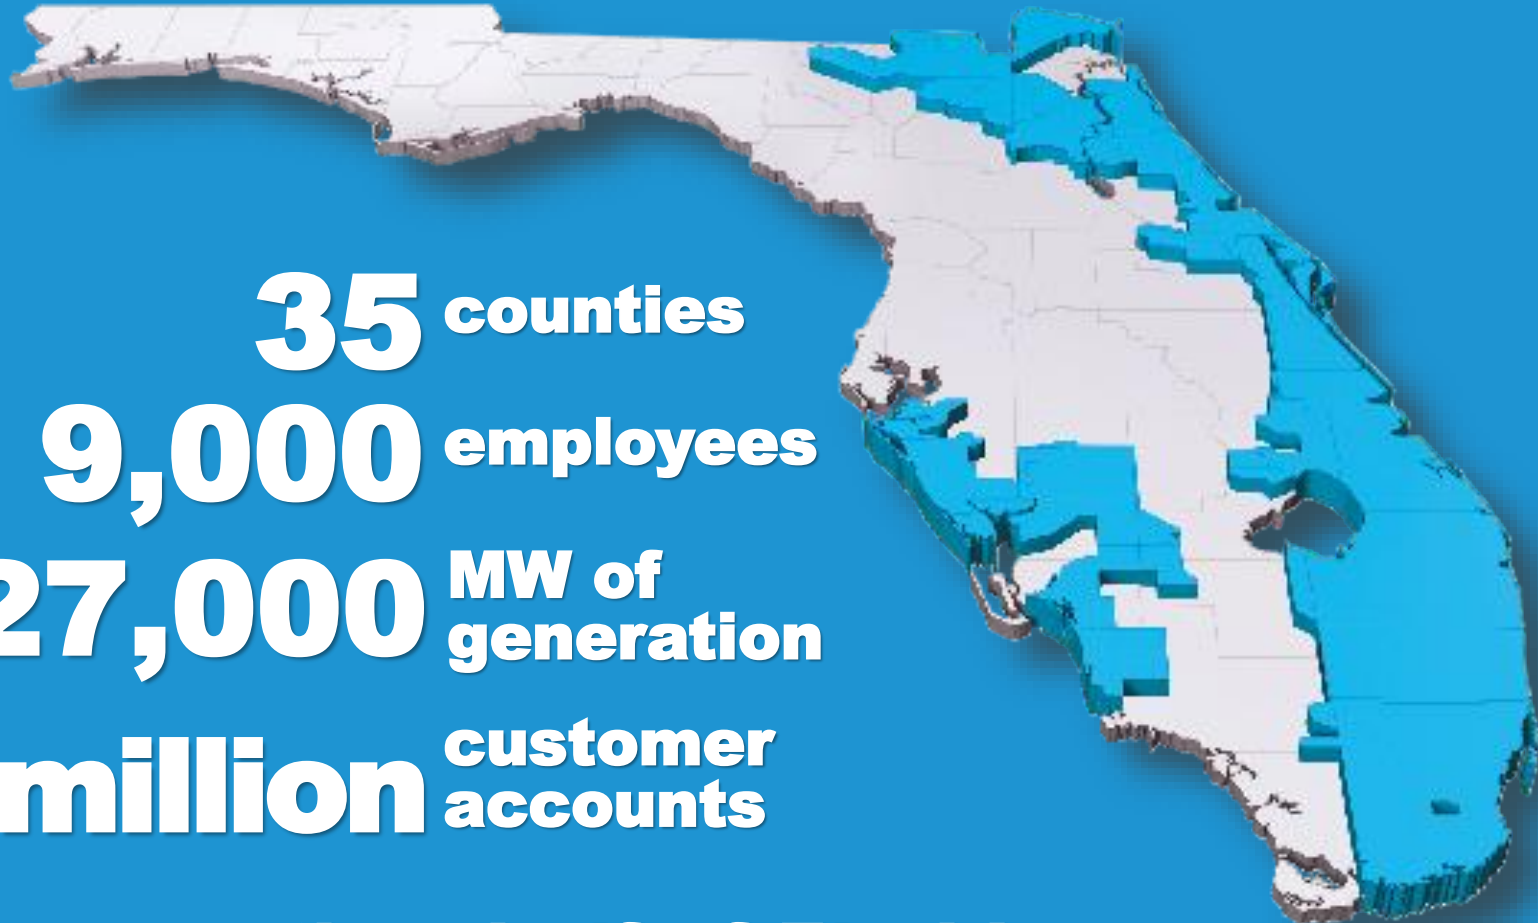 35 counties
9,000 employees
27,000 MW of
generation
million customer
accounts